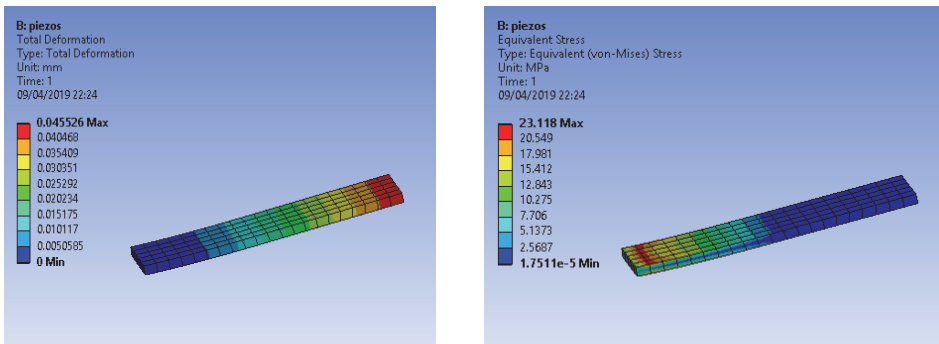 B: piezos
Total Deformation
Type: Total Deformation
Unit: mm
Time: 1
09/04/2019 22:24
0.045526 Max
0.040468
0.035409
0.030351
0.025292
0.020234
0.015175
0.010117
0.0050585
0 Min
B: piezos
Equivalent Stress
Type: Equivalent (von-Mises) Stress
Unit: MPa
Time: 1
09/04/2019 22:24
23.118 Max
20.549
17.981
15.412
12.843
10.275
7.706
5.1373
2.5687
1.7511e-5 Min